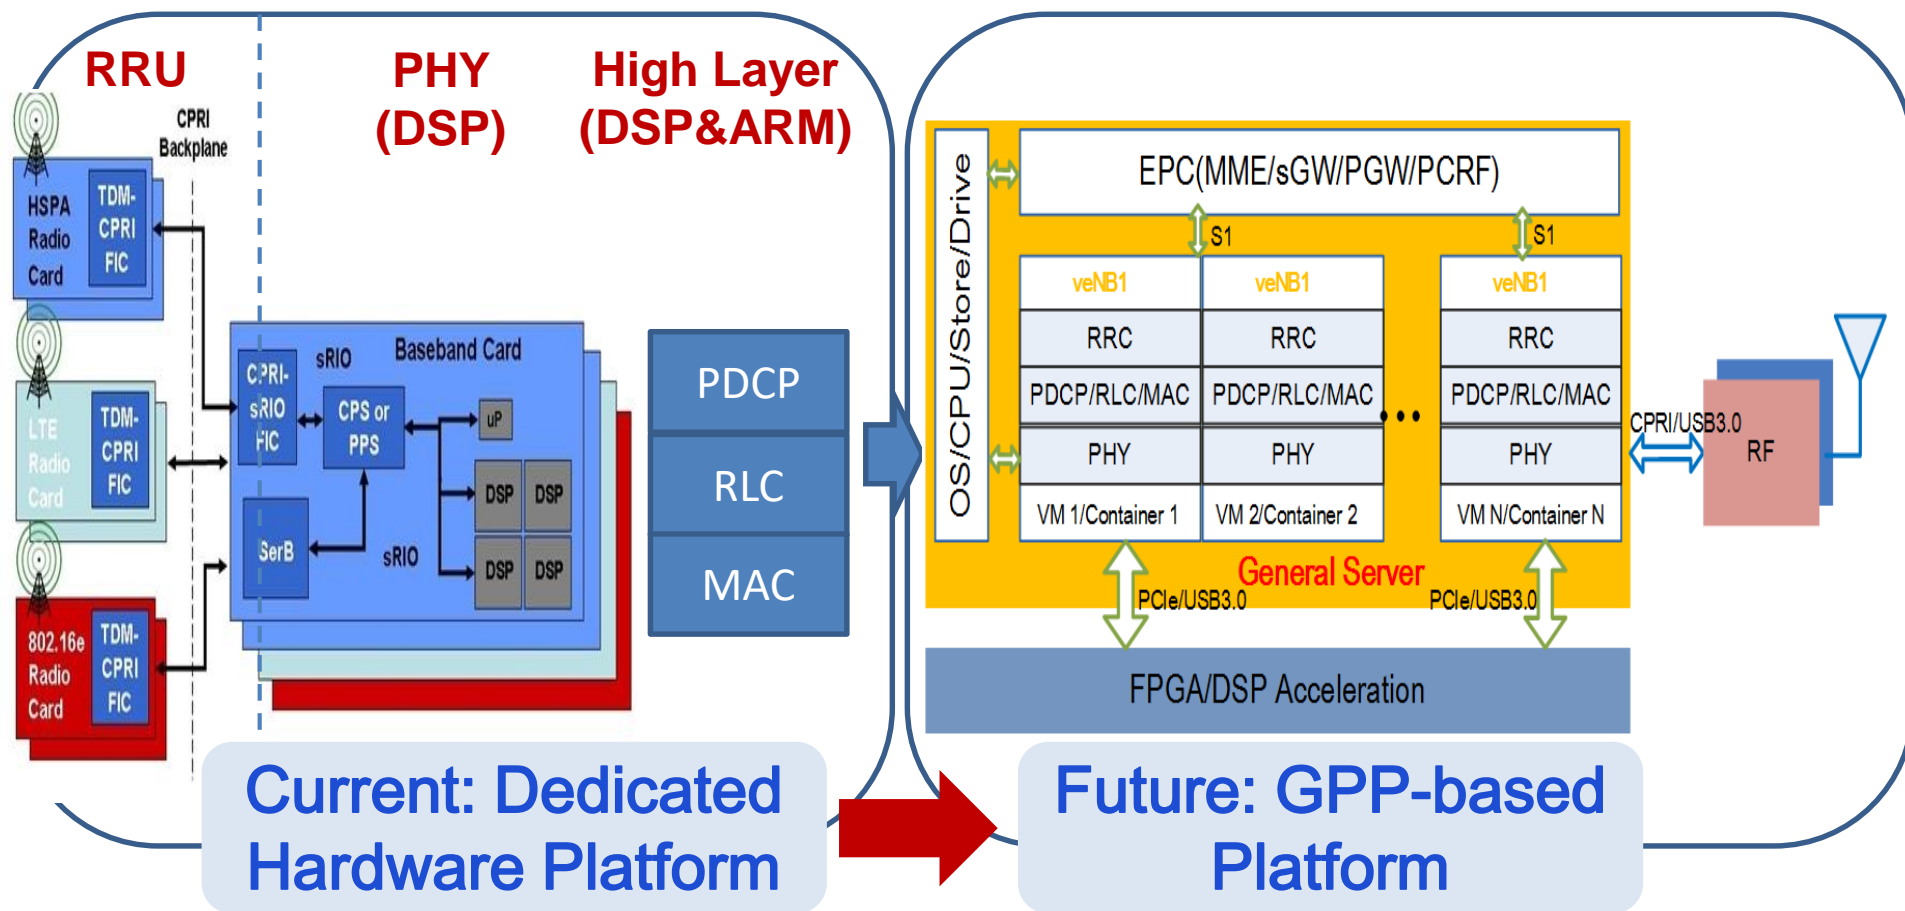 RRU
PHY
(DSP)
High Layer
(DSP&ARM)
CPRI
Backplane
HSPA
Radio
Card
TDM-
CPRI
FIC
LTE
Radio
Card
TDM-
CPRI
FIC
802.16e
Radio
Card
TDM-
CPRI
FIC
Baseband Card
sRIO
CPRI-
sRIO
FIC
CPS or
PPS
uP
DSP
DSP
DSP
DSP
SerB
sRIO
PDCP
RLC
MAC
Current: Dedicated
Hardware Platform
OS/CPU/Store/Drive
EPC(MME/sGW/PGW/PCRF)
S1
S1
veNB1
RRC
PDCP/RLC/MAC
PHY
VM 1/Container 1
veNB1
RRC
PDCP/RLC/MAC
PHY
VM 2/Container 2
...
veNB1
RRC
PDCP/RLC/MAC
PHY
VM N/Container N
General Server
PCIe/USB3.0
PCIe/USB3.0
CPRI/USB3.0
RF
FPGA/DSP Acceleration
Future: GPP-based
Platform